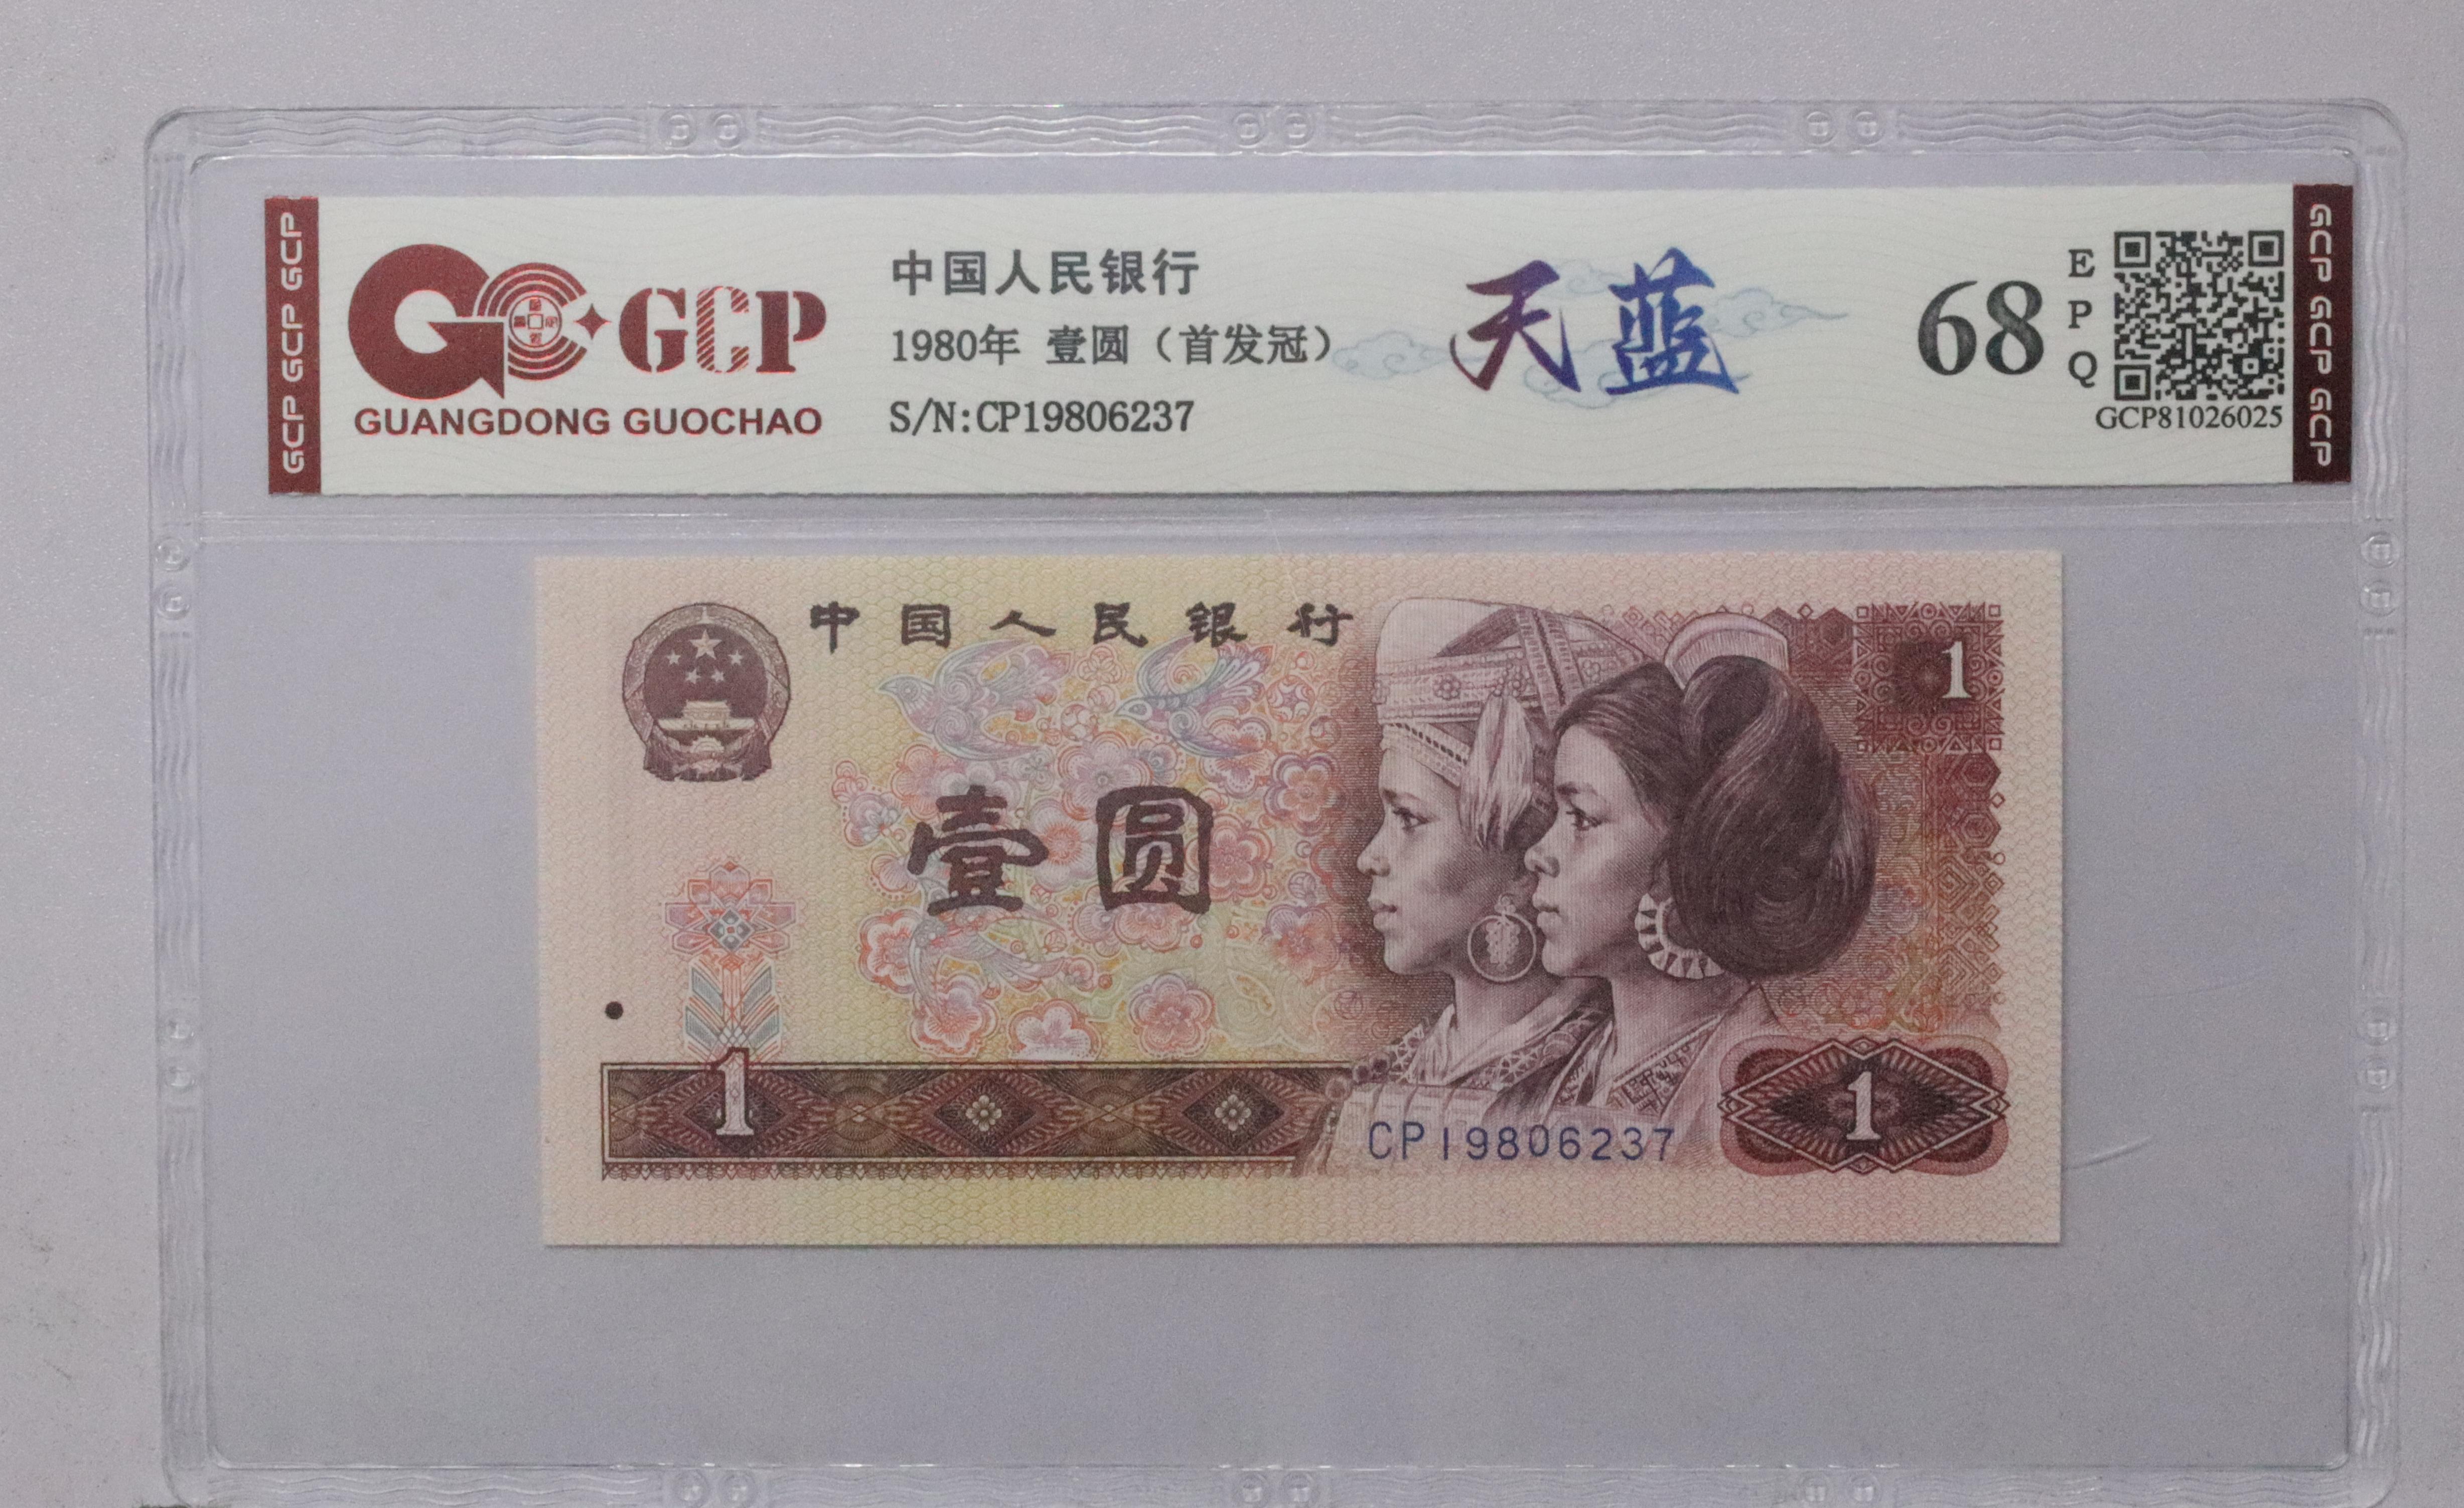 GCP GCP GCP
GCP
GUANGDONG GUOCHAO
中国人民银行
1980年 壹圆（首发冠）
S/N:CP19806237
天蓝
68
EPQ
GCP81026025
GCP GCP GCP
中国人民银行
1
壹圆
1
1
CP19806237